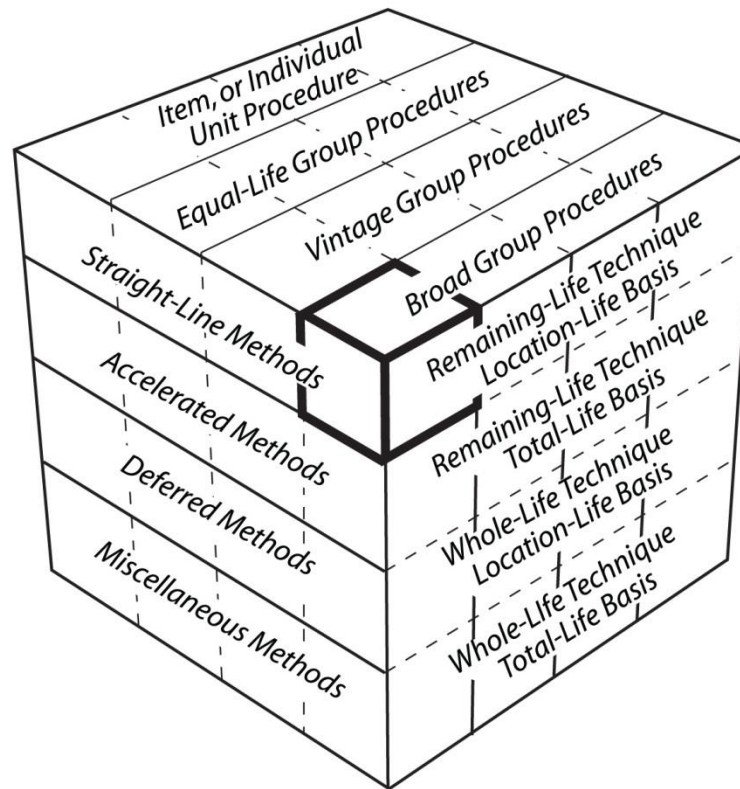 Item, or Individual
Unit Procedure
Equal-Life Group Procedures
Vintage Group Procedures
Broad Group Procedures
Straight-Line Methods
Accelerated Methods
Deferred Methods
Miscellaneous Methods
Remaining-Life Technique
Location-Life Basis
Remaining-Life Technique
Total-Life Basis
Whole-Life Technique
Location-Life Basis
Whole-LIfe Technique
Total-Life Basis